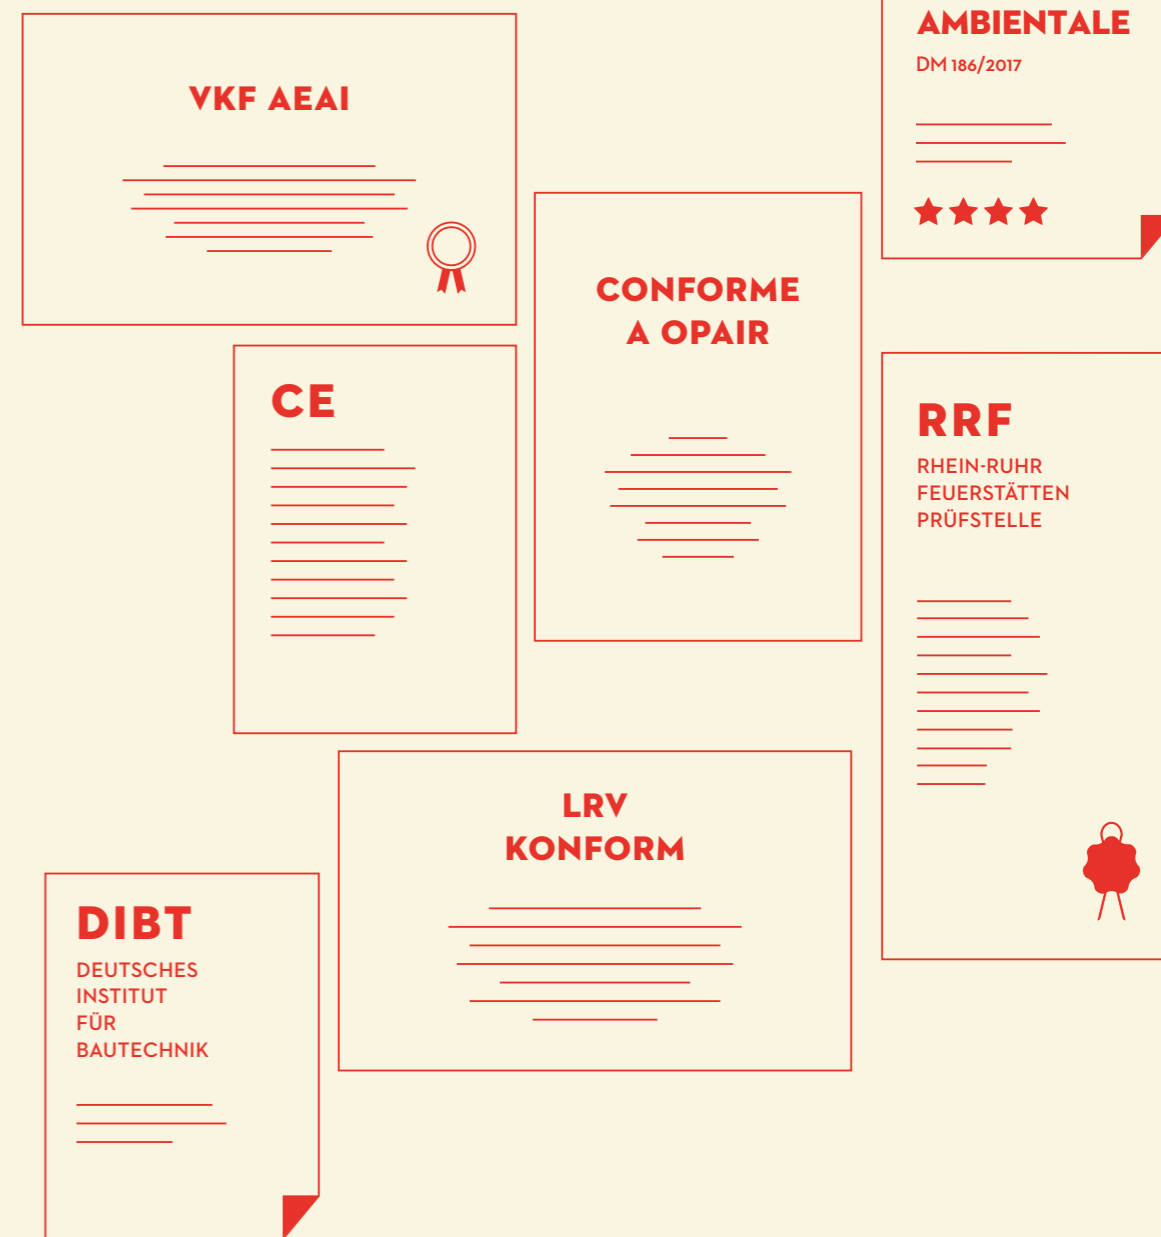 VKF AEAI
AMBIENTALE
DM 186/2017
CONFORME
A OPAIR
CE
RRF
RHEIN-RUHR
FEUERSTÄTTEN
PRÜFSTELLE
LRV
KONFORM
DIBT
DEUTSCHES
INSTITUT
FÜR
BAUTECHNIK